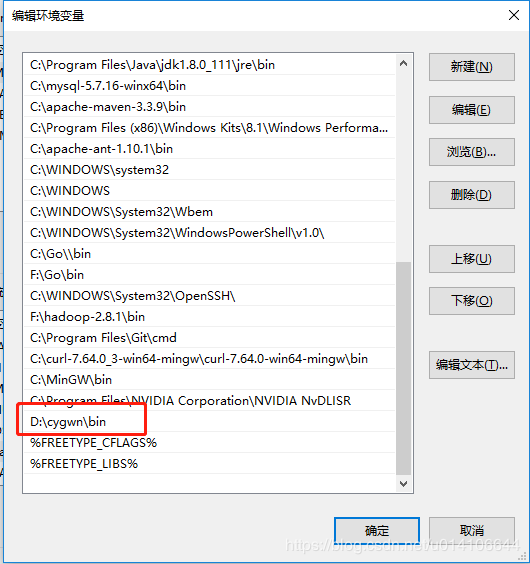 编辑环境变量
C:\Program Files\Java\jdk1.8.0_111\jre\bin
C:\mysql-5.7.16-winx64\bin
C:\apache-maven-3.3.9\bin
C:\Program Files (x86)\Windows Kits\8.1\Windows Performa...
C:\apache-ant-1.10.1\bin
C:\WINDOWS\system32
C:\WINDOWS
C:\WINDOWS\System32\Wbem
C:\WINDOWS\System32\WindowsPowerShell\v1.0\
C:\Go\\bin
F:\Go\bin
C:\WINDOWS\System32\OpenSSH\
F:\hadoop-2.8.1\bin
C:\Program Files\Git\cmd
C:\curl-7.64.0_3-win64-mingw\curl-7.64.0-win64-mingw\bin
C:\MinGW\bin
C:\Program Files\NVIDIA Corporation\NVIDIA NvDLISR
D:\cygwn\bin
%FREETYPE_CFLAGS%
%FREETYPE_LIBS%
新建(N)
编辑(E)
浏览(B)...
删除(D)
上移(U)
下移(O)
编辑文本(T)...
确定
取消